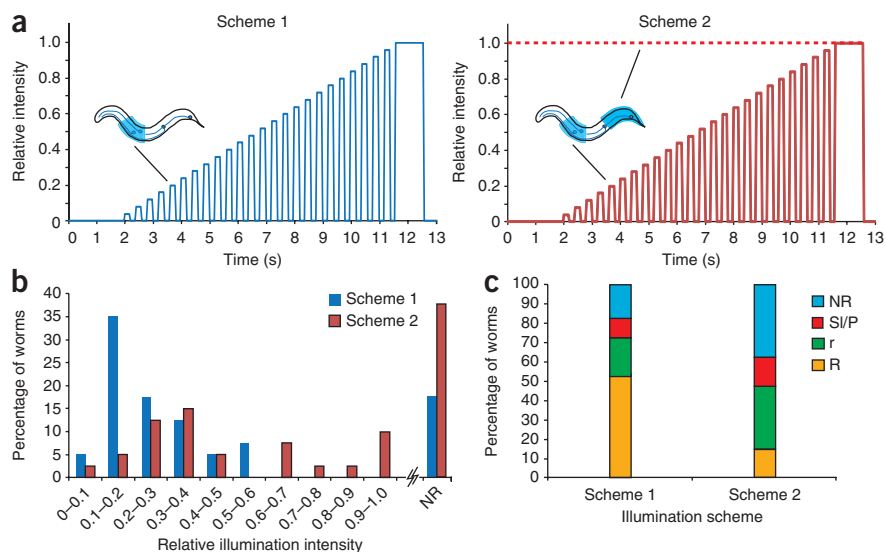 a
Scheme 1
Relative intensity
1.0
0.8
0.6
0.4
0.2
0
0 1 2 3 4 5 6 7 8 9 10 11 12 13
Time (s)
Scheme 2
Relative intensity
1.0
0.8
0.6
0.4
0.2
0
0 1 2 3 4 5 6 7 8 9 10 11 12 13
Time (s)
b
Percentage of worms
40
35
30
25
20
15
10
5
0
Scheme 1
Scheme 2
0–0.1
0.1–0.2
0.2–0.3
0.3–0.4
0.4–0.5
0.5–0.6
0.6–0.7
0.7–0.8
0.8–0.9
0.9–1.0
NR
Relative illumination intensity
c
Percentage of worms
100
90
80
70
60
50
40
30
20
10
0
NR
Sl/P
r
R
Scheme 1 Scheme 2
Illumination scheme